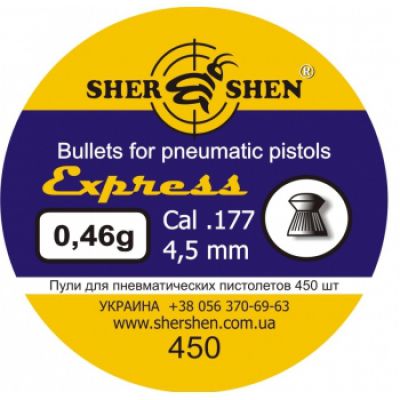 SHER SHEN®
Bullets for pneumatic pistols
Express
Cal .177
0,46g
4,5 mm
Пули для пневматических пистолетов 450 шт
УКРАИНА +38 056 370-69-63
www.shershen.com.ua
450